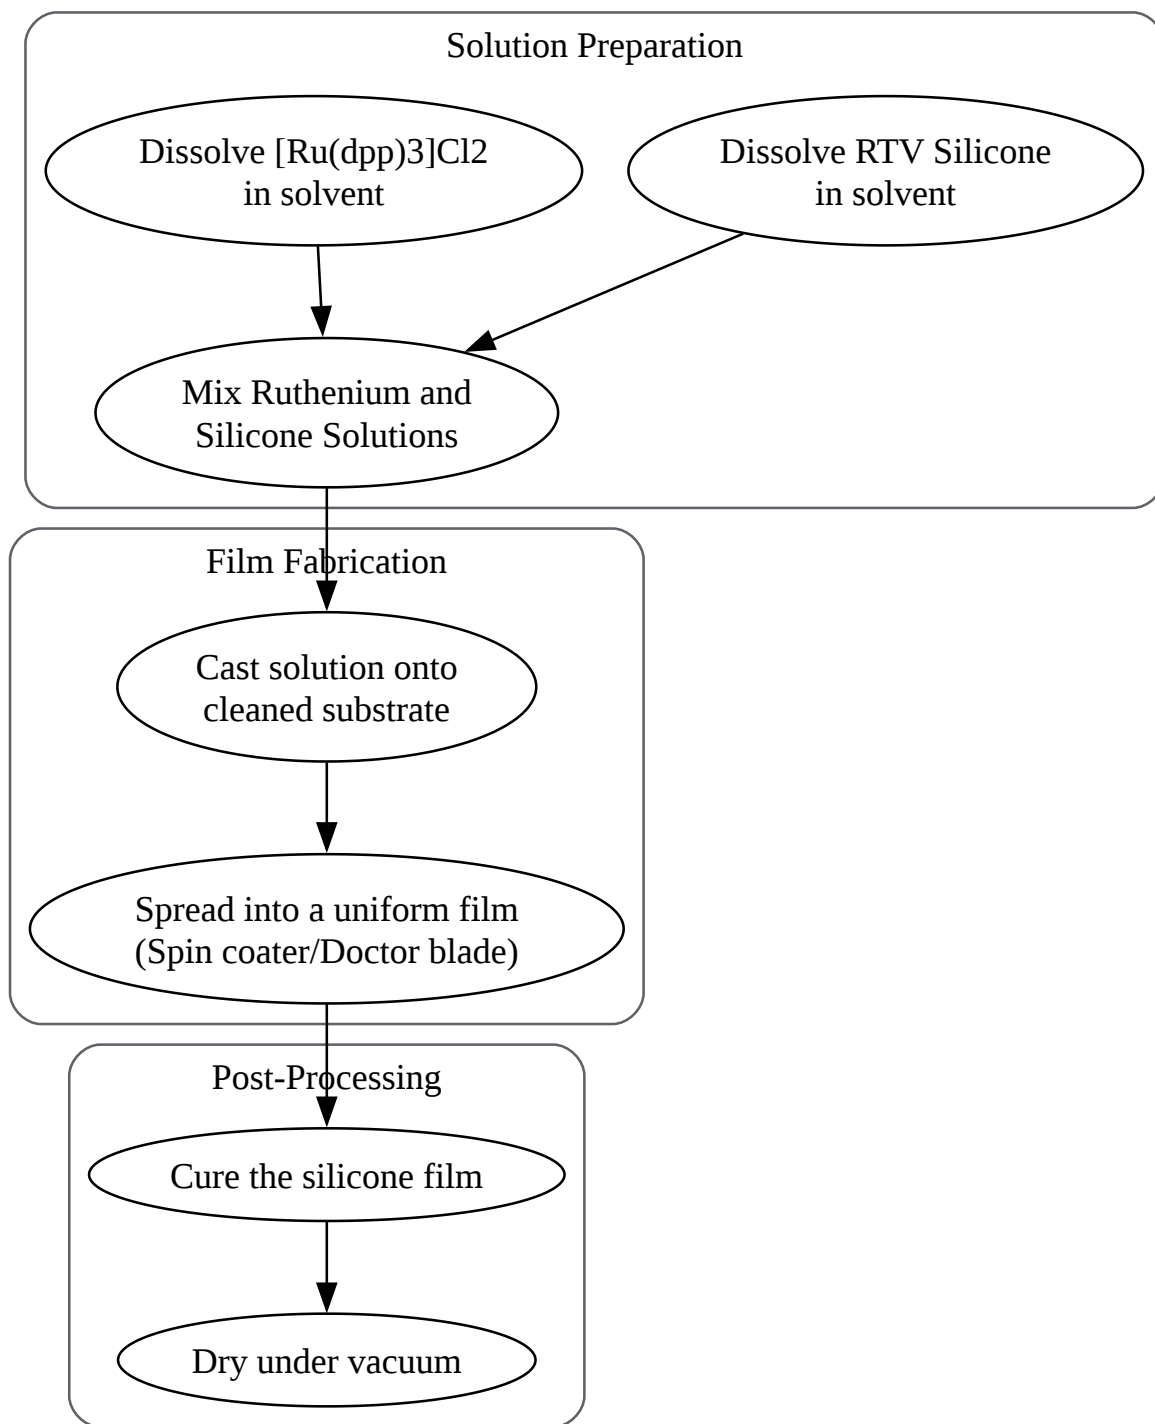 Solution Preparation
Dissolve [Ru(dpp)3]Cl2
in solvent
Dissolve RTV Silicone
in solvent
Mix Ruthenium and
Silicone Solutions
Film Fabrication
Cast solution onto
cleaned substrate
Spread into a uniform film
(Spin coater/Doctor blade)
Post-Processing
Cure the silicone film
Dry under vacuum